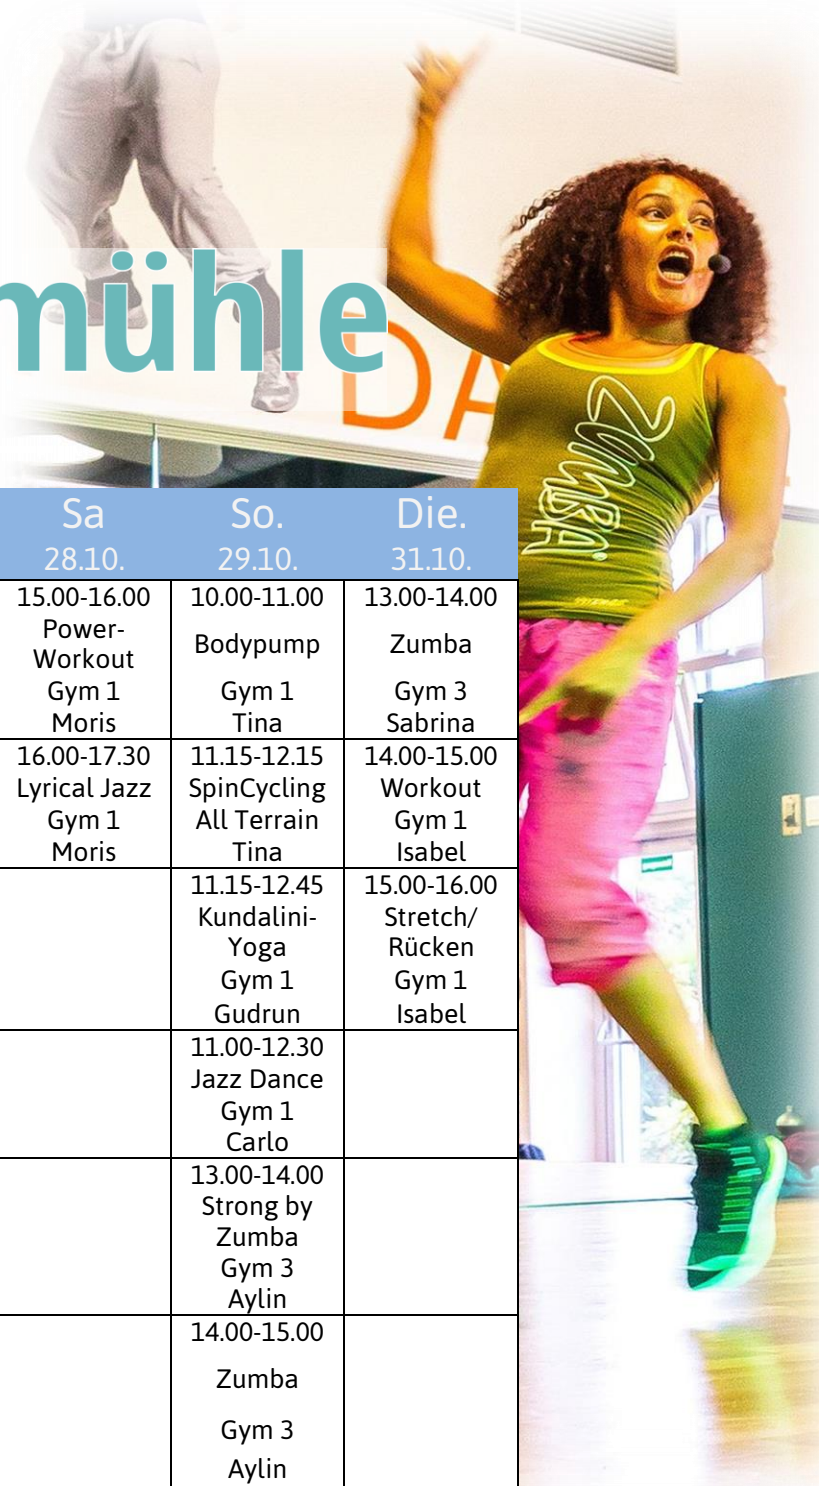 mühle
DA
ZUMBA
Sa
28.10.
So.
29.10.
Die.
31.10.
15.00-16.00
Power-
Workout
Gym 1
Moris
10.00-11.00
Bodypump
Gym 1
Tina
13.00-14.00
Zumba
Gym 3
Sabrina
16.00-17.30
Lyrical Jazz
Gym 1
Moris
11.15-12.15
SpinCycling
All Terrain
Tina
14.00-15.00
Workout
Gym 1
Isabel
11.15-12.45
Kundalini-
Yoga
Gym 1
Gudrun
15.00-16.00
Stretch/
Rücken
Gym 1
Isabel
11.00-12.30
Jazz Dance
Gym 1
Carlo
13.00-14.00
Strong by
Zumba
Gym 3
Aylin
14.00-15.00
Zumba
Gym 3
Aylin